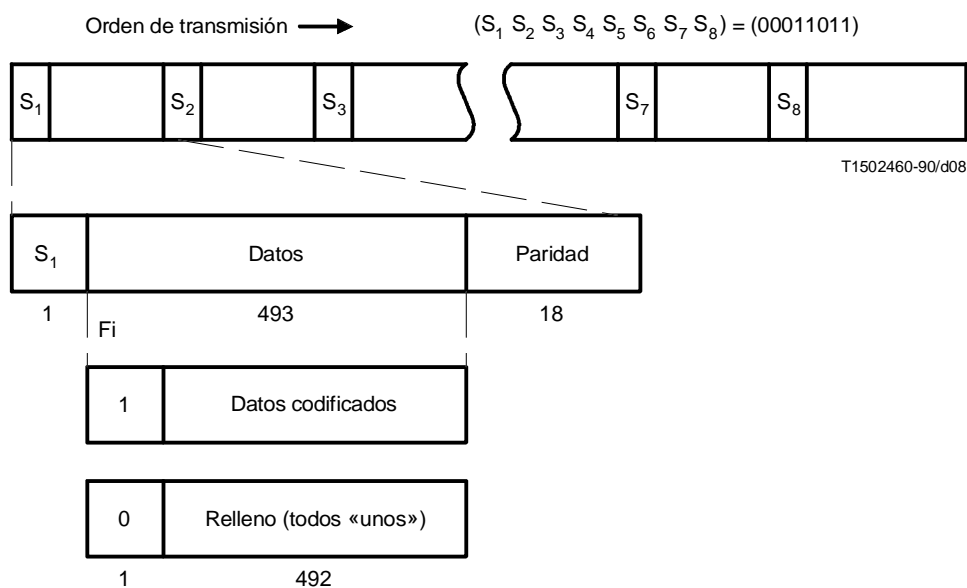 Orden de transmisión (S1 S2 S3 S4 S5 S6 S7 S8) = (00011011)
S1 S2 S3 S7 S8
T1502460-90/d08
S1 Datos Paridad
1 493 18
Fi
1 Datos codificados
0 Relleno (todos «unos»)
1 492